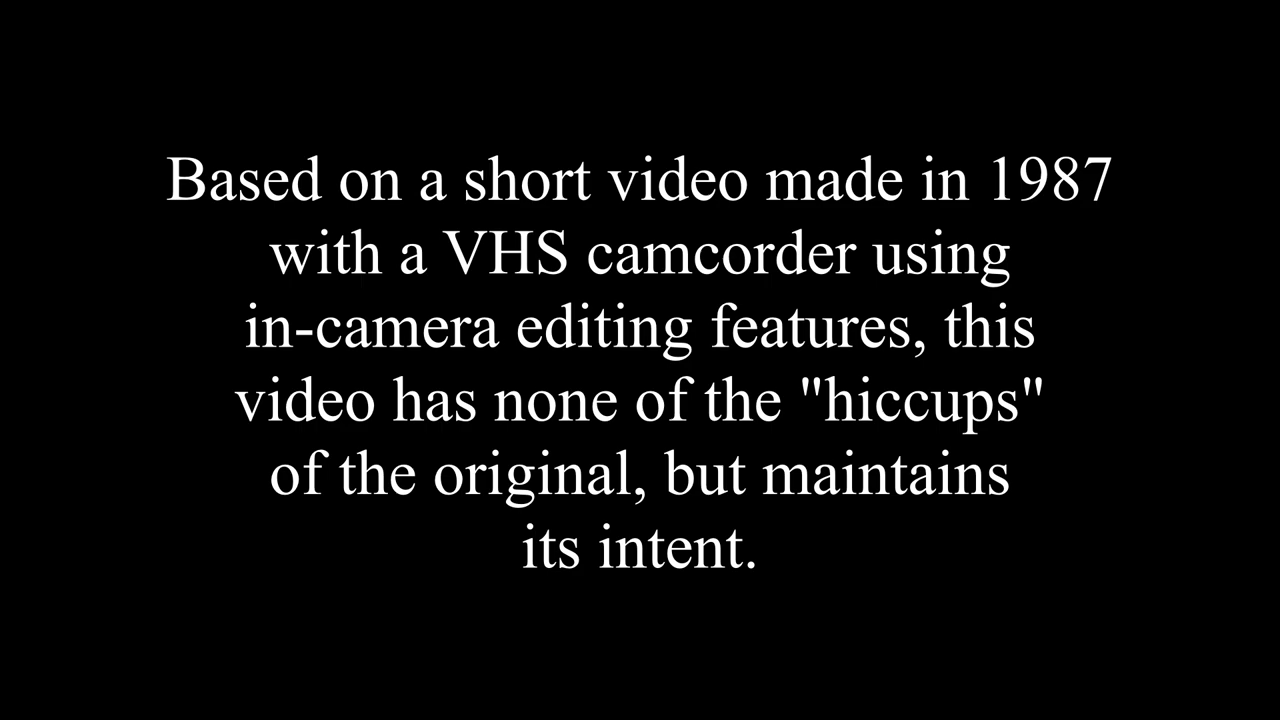 Based on a short video made in 1987
with a VHS camcorder using
in-camera editing features, this
video has none of the "hiccups"
of the original, but maintains
its intent.